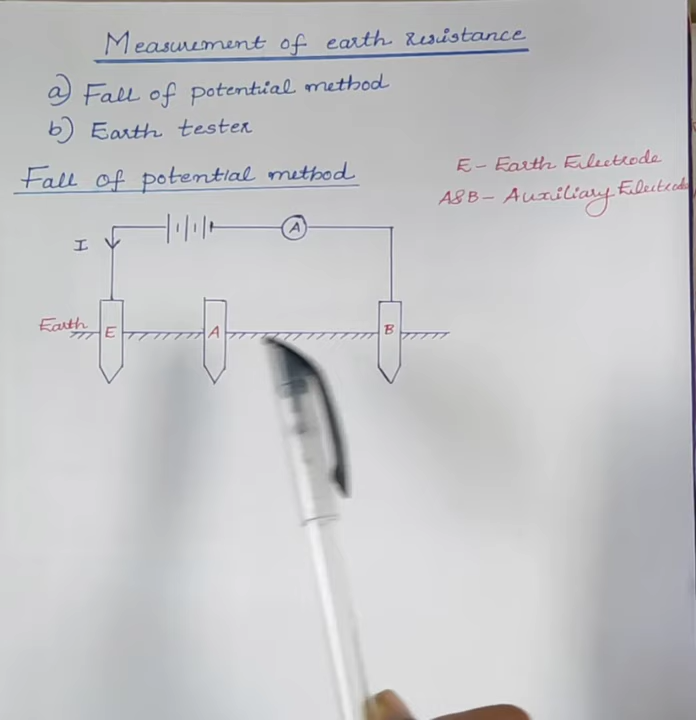 Measurement of earth resistance
a) Fall of potential method
b) Earth tester
Fall of potential method
E - Earth Electrode
A&B - Auxiliary Electrode
I
A
Earth
E
A
B